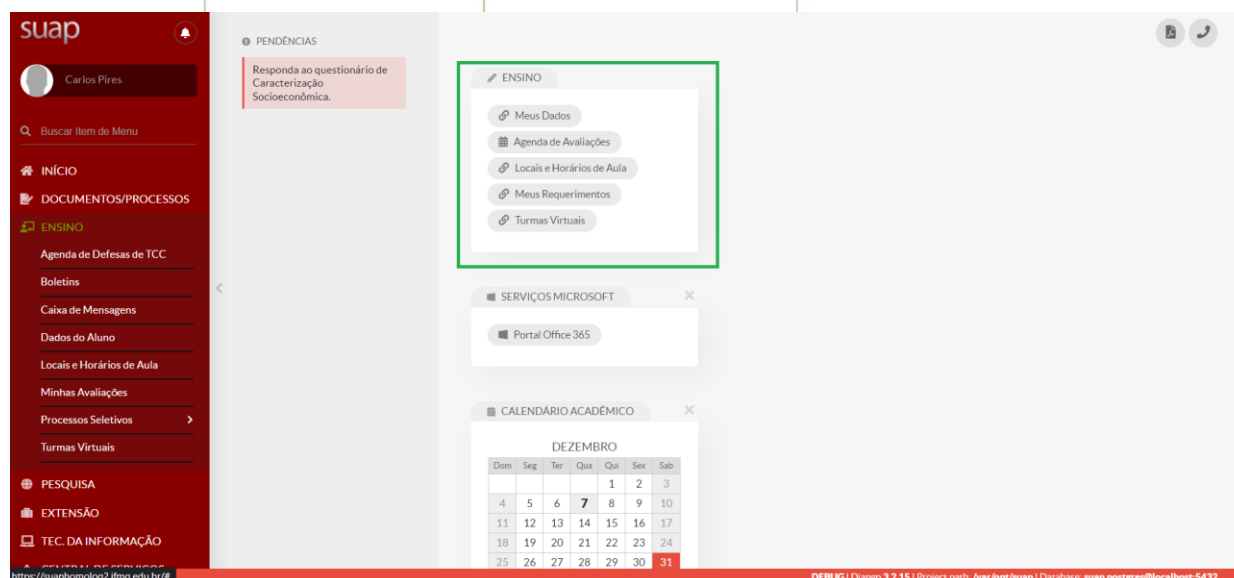 suap
Carlos Pires
Buscar Item de Menu
INÍCIO
DOCUMENTOS/PROCESSOS
ENSINO
Agenda de Defesas de TCC
Boletins
Caixa de Mensagens
Dados do Aluno
Locais e Horários de Aula
Minhas Avaliações
Processos Seletivos
Turmas Virtuais
PESQUISA
EXTENSÃO
TEC. DA INFORMAÇÃO
CENTRAL DE SERVIÇOS
https://suaphomolog2.ifmg.edu.br/#
PENDÊNCIAS
Responda ao questionário de
Caracterização
Socioeconômica.
ENSINO
Meus Dados
Agenda de Avaliações
Locais e Horários de Aula
Meus Requerimentos
Turmas Virtuais
SERVIÇOS MICROSOFT
Portal Office 365
CALENDÁRIO ACADÊMICO
DEZEMBRO
Dom Seg Ter Qua Qui Sex Sab
1 2 3
4 5 6 7 8 9 10
11 12 13 14 15 16 17
18 19 20 21 22 23 24
25 26 27 28 29 30 31
DEBUG | Django 3.2.15 | Project path: /var/opt/suap | Database: suap.postgres@localhost:5432